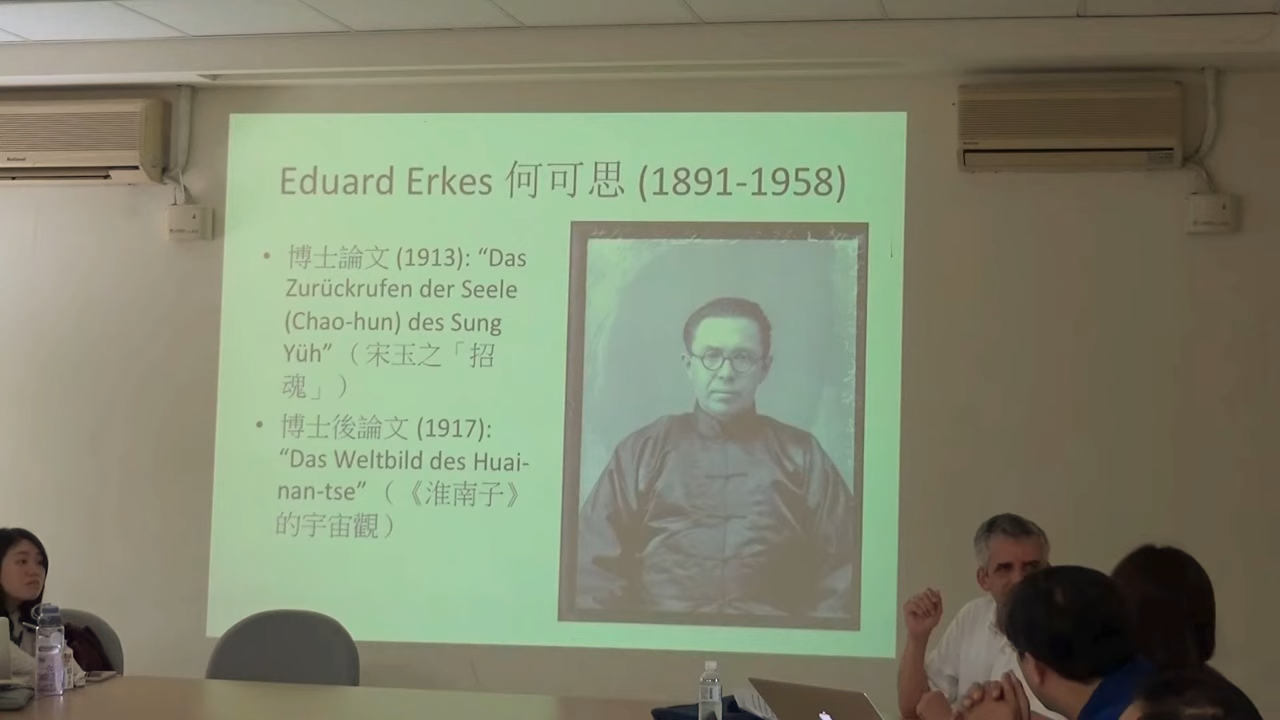 Eduard Erkes 何可思 (1891-1958)
• 博士論文 (1913): “Das
Zurückrufen der Seele
(Chao-hun) des Sung
Yüh” （宋玉之「招
魂」）
• 博士後論文 (1917):
“Das Weltbild des Huai-
nan-tse” （《淮南子》
的宇宙觀）
National